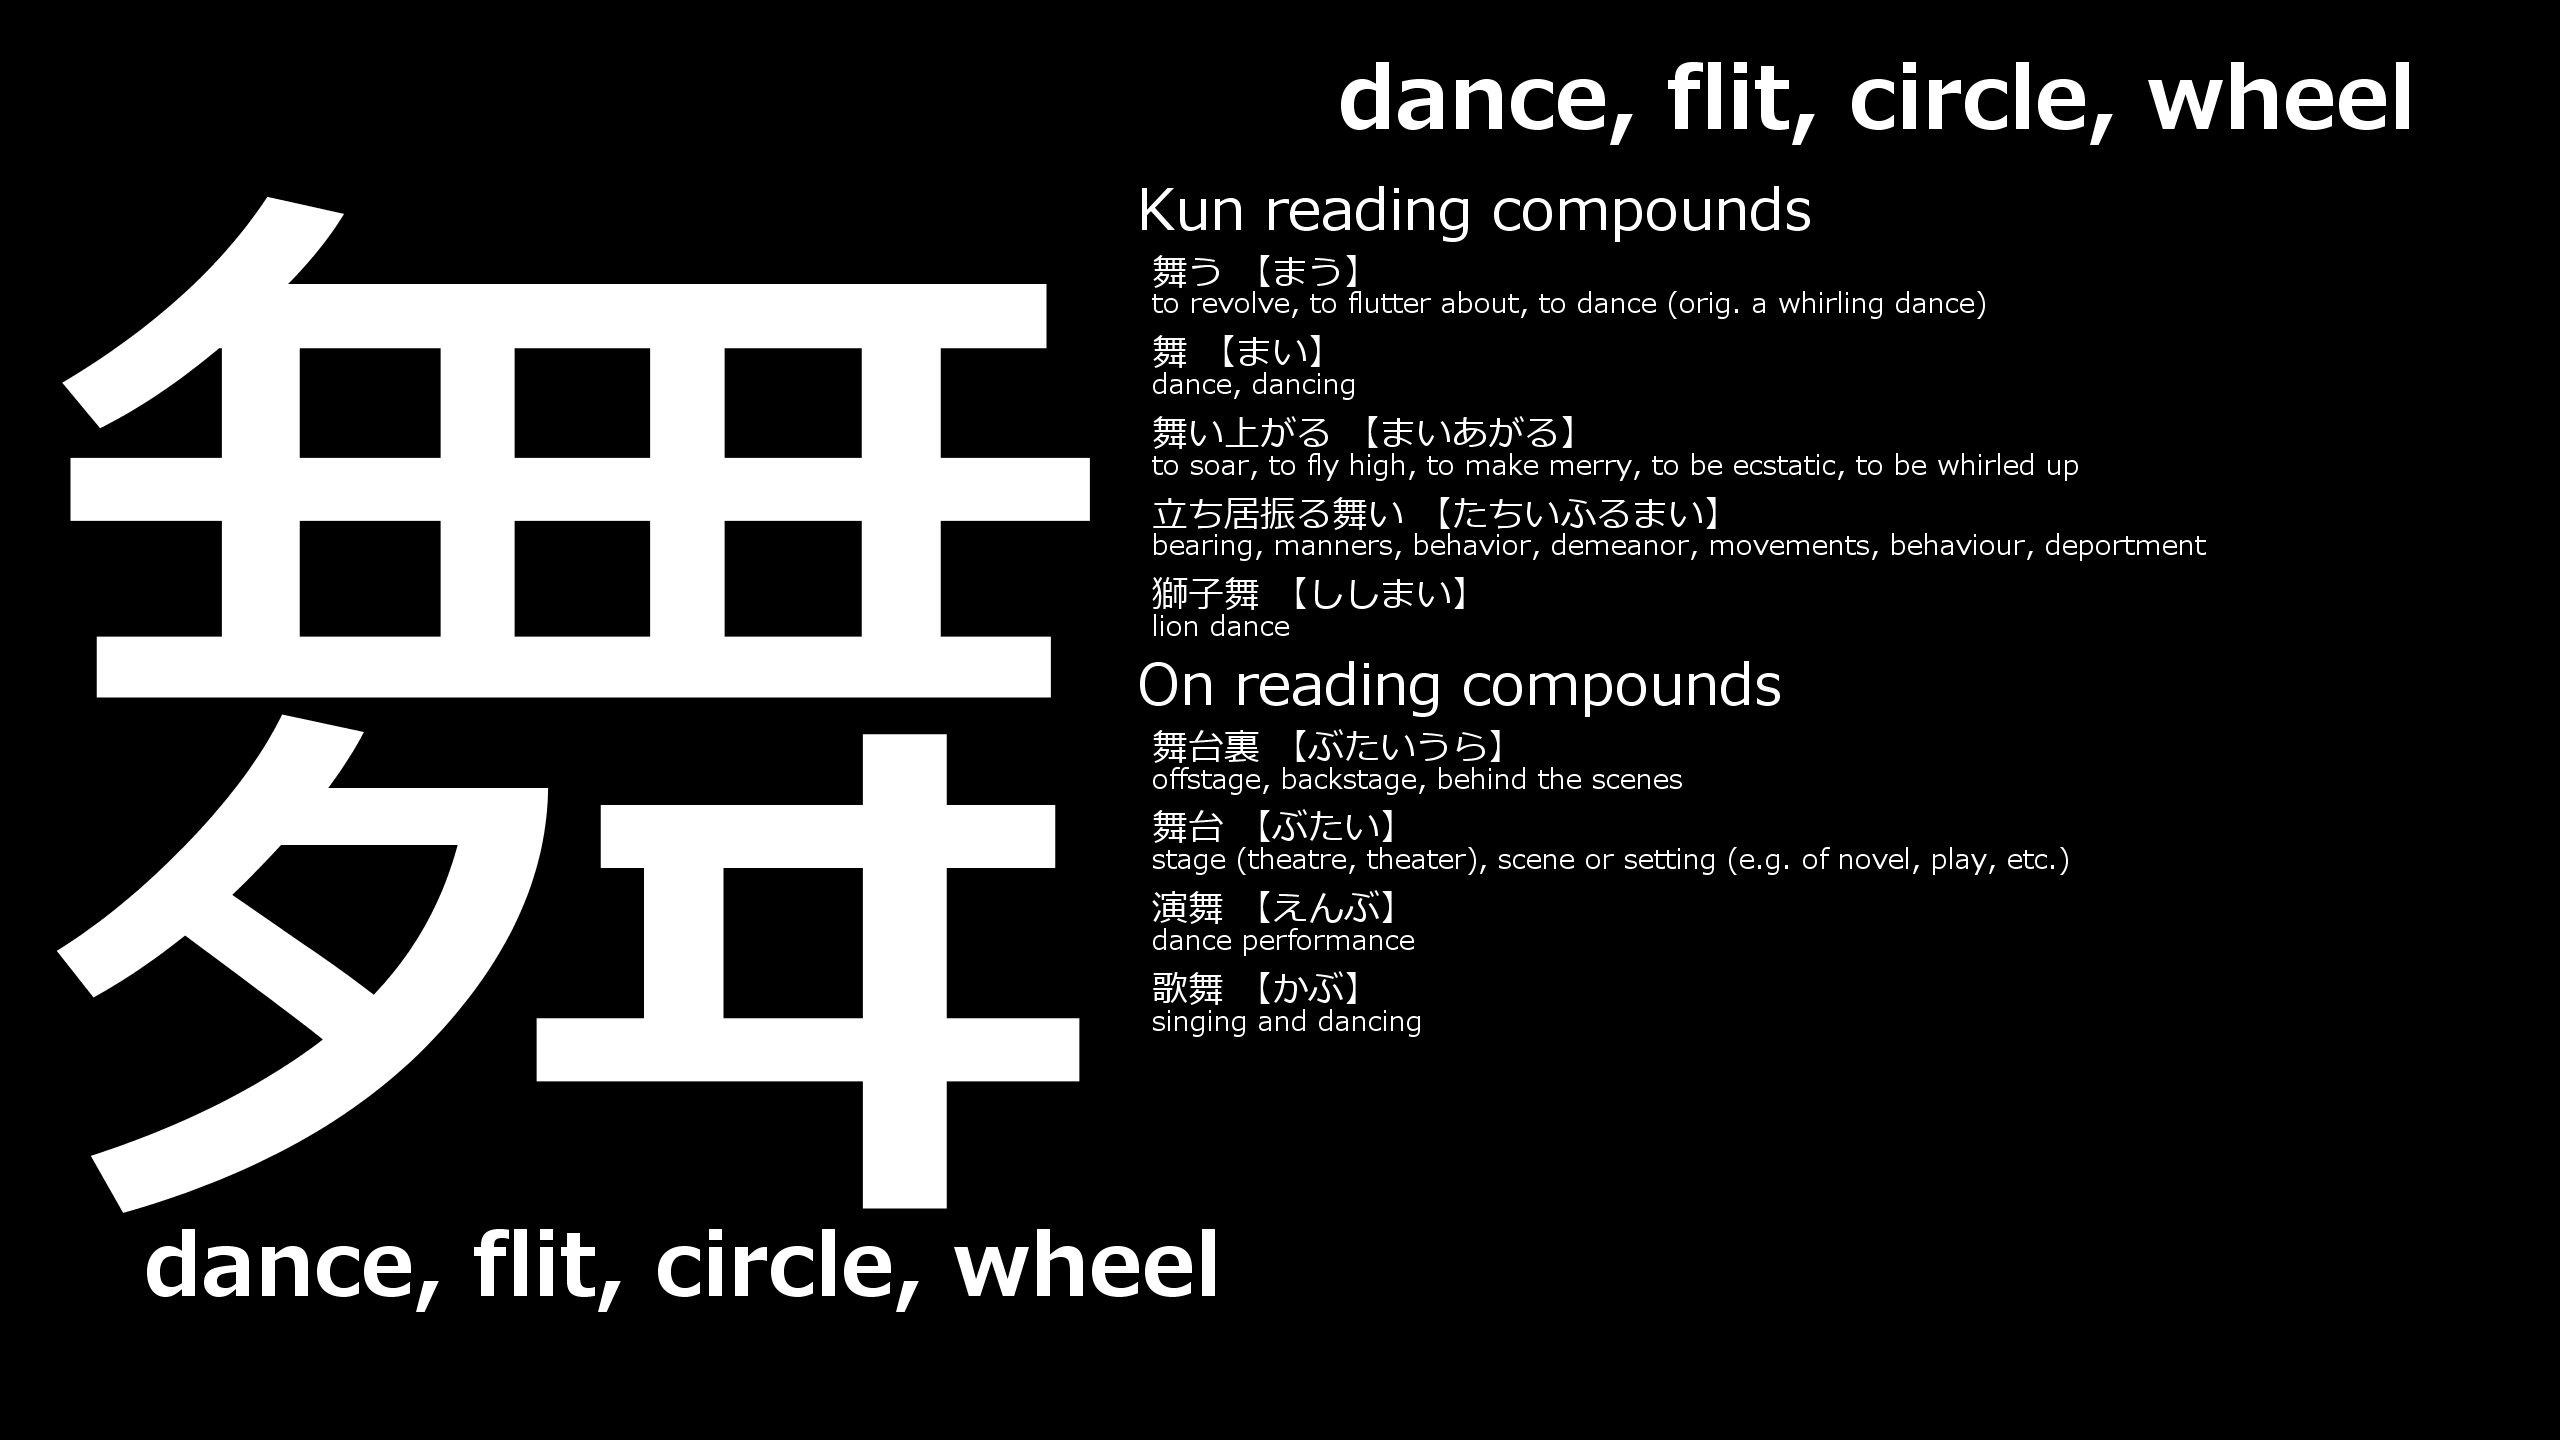 舞
dance, flit, circle, wheel
dance, flit, circle, wheel
Kun reading compounds
舞う 【まう】
to revolve, to flutter about, to dance (orig. a whirling dance)
舞 【まい】
dance, dancing
舞い上がる 【まいあがる】
to soar, to fly high, to make merry, to be ecstatic, to be whirled up
立ち居振る舞い 【たちいふるまい】
bearing, manners, behavior, demeanor, movements, behaviour, deportment
獅子舞 【ししまい】
lion dance
On reading compounds
舞台裏 【ぶたいうら】
offstage, backstage, behind the scenes
舞台 【ぶたい】
stage (theatre, theater), scene or setting (e.g. of novel, play, etc.)
演舞 【えんぶ】
dance performance
歌舞 【かぶ】
singing and dancing